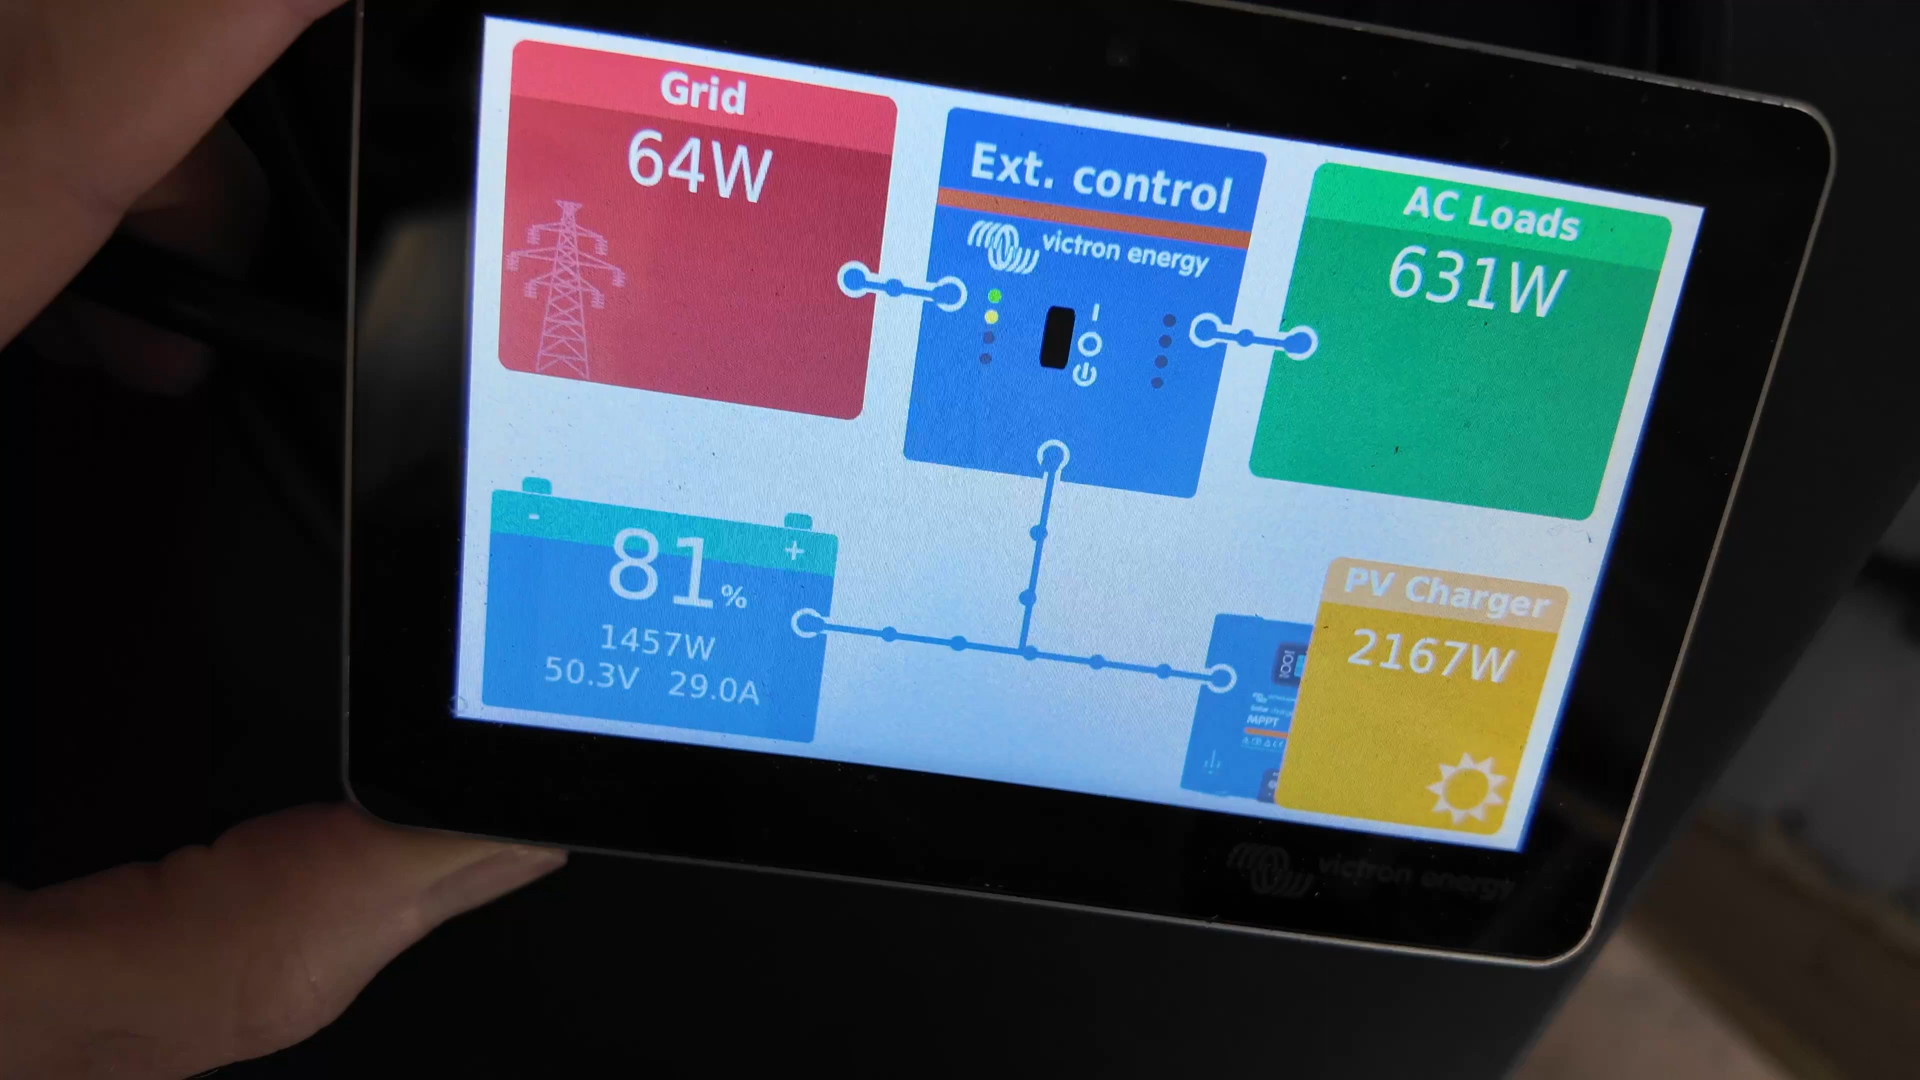 Grid
64W
Ext. control
victron energy
AC Loads
631W
- +
81%
1457W
50.3V 29.0A
PV Charger
2167W
MPPT
victron energy